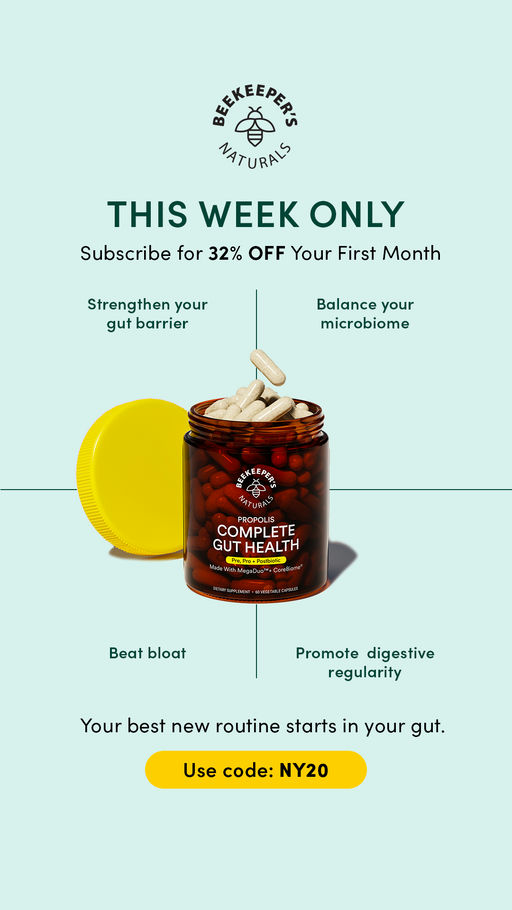 BEEKEEPER'S
NATURALS
THIS WEEK ONLY
Subscribe for 32% OFF Your First Month
Strengthen your
gut barrier
Balance your
microbiome
BEEKEEPER'S
NATURALS
PROPOLIS
COMPLETE
GUT HEALTH
Pre, Pro + Postbiotic
Made With MegaDuo™+ CoreBiome®
DIETARY SUPPLEMENT • 60 VEGETABLE CAPSULES
Beat bloat
Promote digestive
regularity
Your best new routine starts in your gut.
Use code: NY20